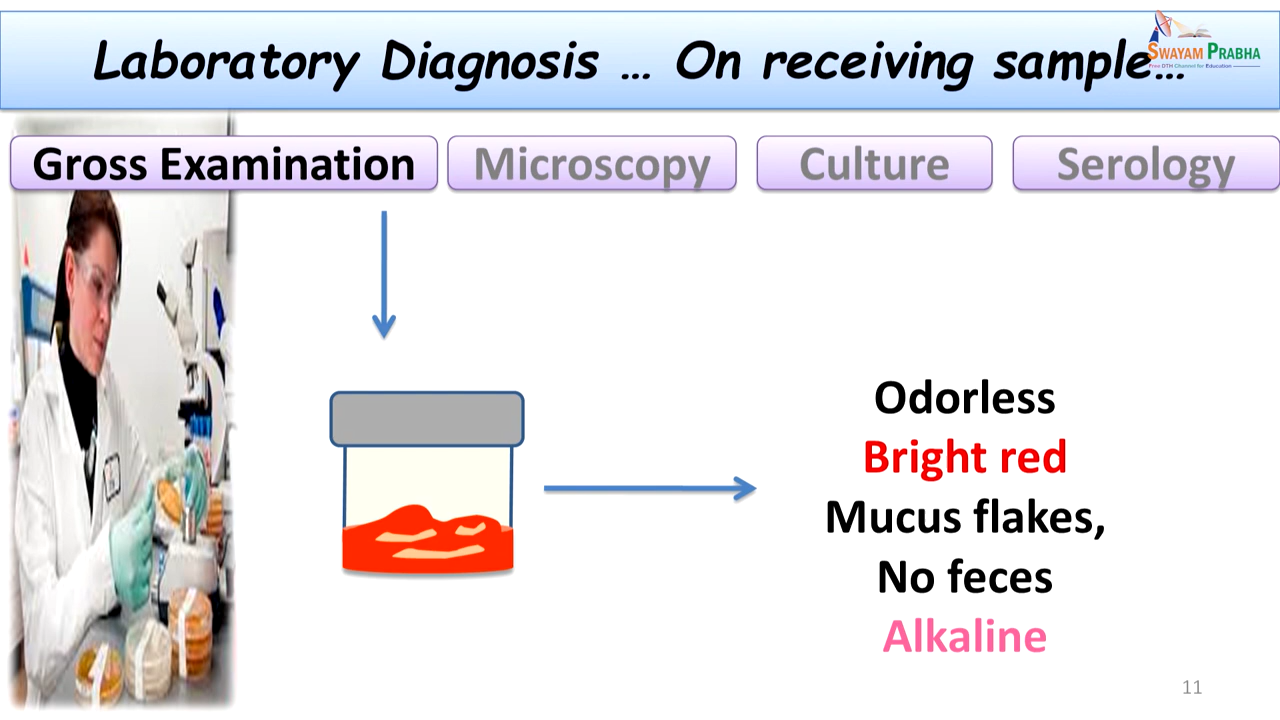 Laboratory Diagnosis ... On receiving sample...
SWAYAM PRABHA
Free DTH Channel for Education
Gross Examination
Microscopy
Culture
Serology
Odorless
Bright red
Mucus flakes,
No feces
Alkaline
11